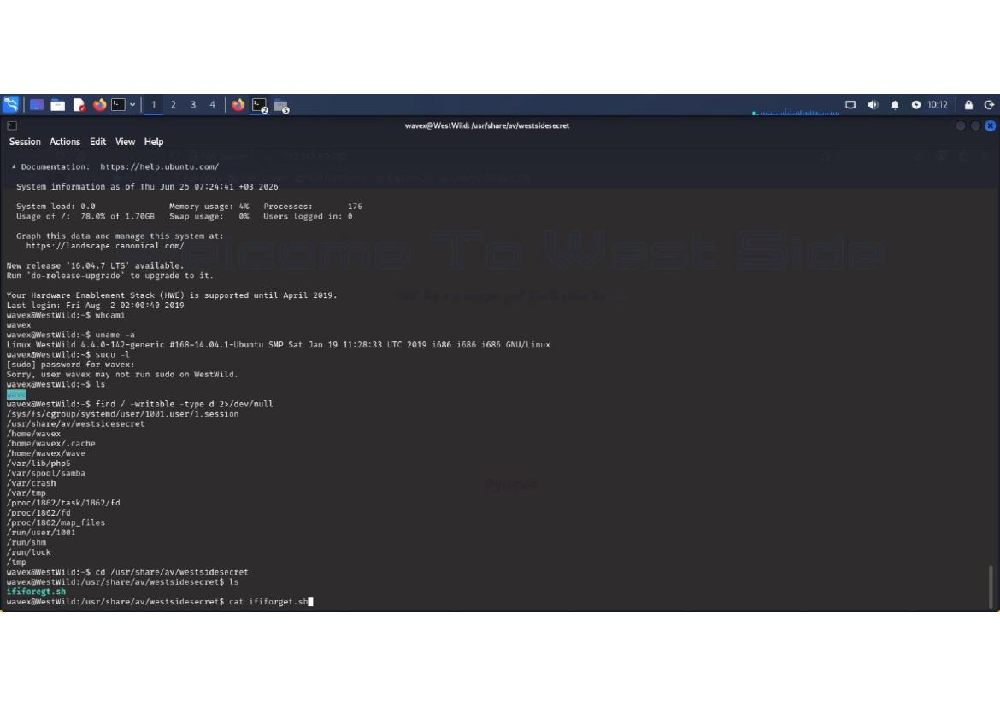 1 2 3 4 2 5 10:12
wavex@WestWild: /usr/share/av/westsidesecret
Session Actions Edit View Help
* Documentation: https://help.ubuntu.com/
System information as of Thu Jun 25 07:24:41 +03 2026
System load: 0.0 Memory usage: 4% Processes: 176
Usage of /: 78.0% of 1.70GB Swap usage: 0% Users logged in: 0
Graph this data and manage this system at:
https://landscape.canonical.com/
New release '16.04.7 LTS' available.
Run 'do-release-upgrade' to upgrade to it.
Your Hardware Enablement Stack (HWE) is supported until April 2019.
Last login: Fri Aug 2 02:00:40 2019
wavex@WestWild:~$ whoami
wavex
wavex@WestWild:~$ uname -a
Linux WestWild 4.4.0-142-generic #168~14.04.1-Ubuntu SMP Sat Jan 19 11:28:33 UTC 2019 i686 i686 i686 GNU/Linux
wavex@WestWild:~$ sudo -l
[sudo] password for wavex:
Sorry, user wavex may not run sudo on WestWild.
wavex@WestWild:~$ ls
wave
wavex@WestWild:~$ find / -writable -type d 2>/dev/null
/sys/fs/cgroup/systemd/user/1001.user/1.session
/usr/share/av/westsidesecret
/home/wavex
/home/wavex/.cache
/home/wavex/wave
/var/lib/php5
/var/spool/samba
/var/crash
/var/tmp
/proc/1862/task/1862/fd
/proc/1862/fd
/proc/1862/map_files
/run/user/1001
/run/shm
/run/lock
/tmp
wavex@WestWild:~$ cd /usr/share/av/westsidesecret
wavex@WestWild:/usr/share/av/westsidesecret$ ls
ififoregt.sh
wavex@WestWild:/usr/share/av/westsidesecret$ cat ififorget.sh
Welcome To West Side